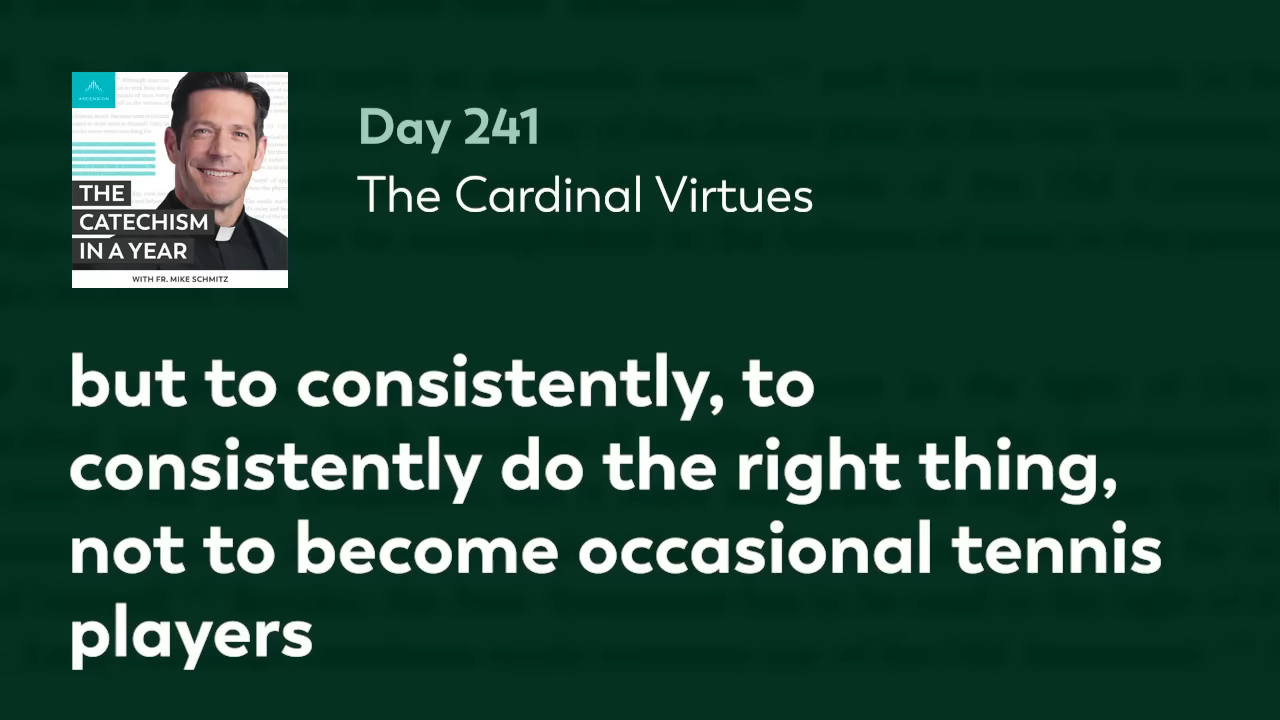 ASCENSION
THE
CATECHISM
IN A YEAR
WITH FR. MIKE SCHMITZ
Day 241
The Cardinal Virtues
but to consistently, to
consistently do the right thing,
not to become occasional tennis
players